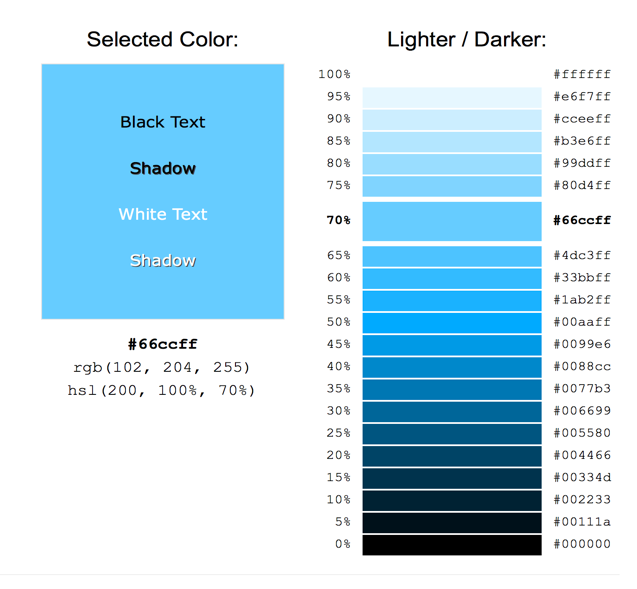 Selected Color:
Black Text
Shadow
White Text
Shadow
#66ccff
rgb(102, 204, 255)
hsl(200, 100%, 70%)
Lighter / Darker:
100% #ffffff
95% #e6f7ff
90% #cceeff
85% #b3e6ff
80% #99ddff
75% #80d4ff
70% #66ccff
65% #4dc3ff
60% #33bbff
55% #1ab2ff
50% #00aaff
45% #0099e6
40% #0088cc
35% #0077b3
30% #006699
25% #005580
20% #004466
15% #00334d
10% #002233
5% #00111a
0% #000000